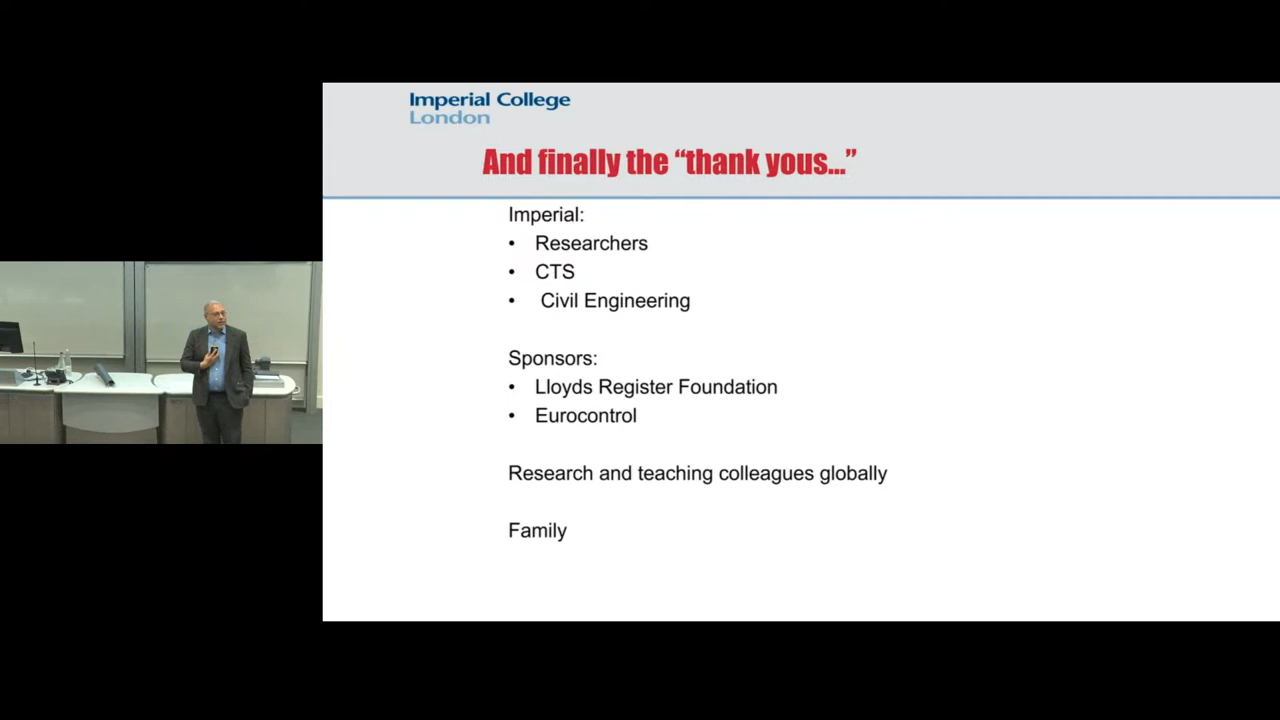 Imperial College
London
And finally the “thank yous...”
Imperial:
• Researchers
• CTS
• Civil Engineering
Sponsors:
• Lloyds Register Foundation
• Eurocontrol
Research and teaching colleagues globally
Family